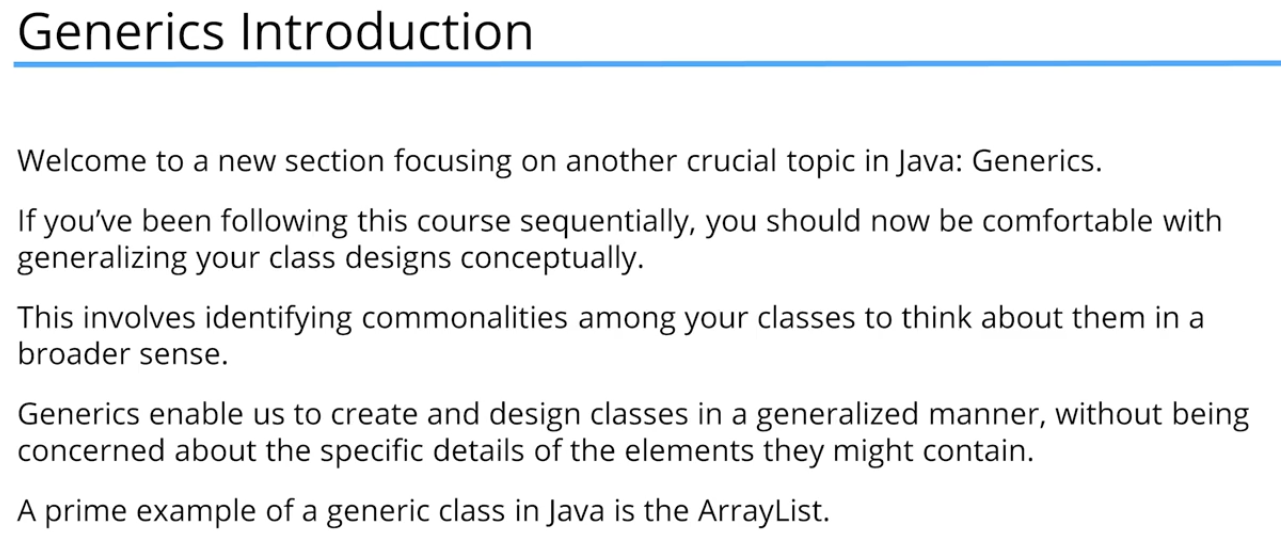 Generics Introduction
Welcome to a new section focusing on another crucial topic in Java: Generics.
If you’ve been following this course sequentially, you should now be comfortable with
generalizing your class designs conceptually.
This involves identifying commonalities among your classes to think about them in a
broader sense.
Generics enable us to create and design classes in a generalized manner, without being
concerned about the specific details of the elements they might contain.
A prime example of a generic class in Java is the ArrayList.